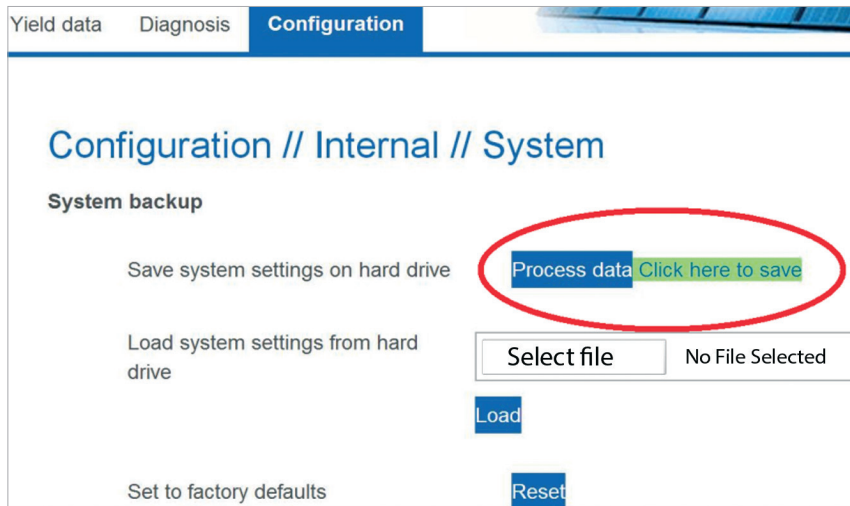 Yield data Diagnosis Configuration
Configuration // Internal // System
System backup
Save system settings on hard drive Process data Click here to save
Load system settings from hard
drive
Select file No File Selected
Load
Set to factory defaults Reset